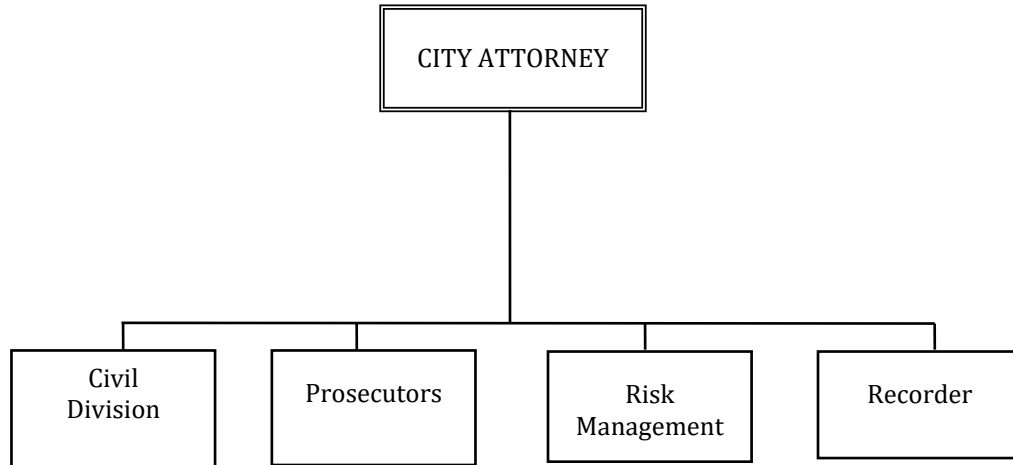 CITY ATTORNEY
Civil
Division
Prosecutors
Risk
Management
Recorder